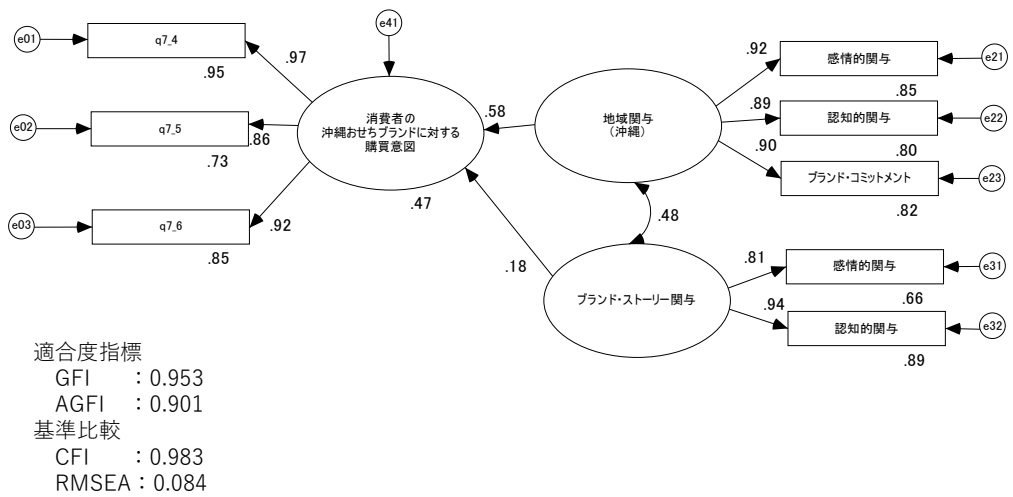 e41
e01
q7_4
.97
.95
e02
q7_5
.86
.73
e03
q7_6
.92
.85
消費者の
沖縄おせちブランドに対する
購買意図
.47
.58
.18
地域関与
（沖縄）
.48
ブランド・ストーリー関与
.92
感情的関与
.85
e21
.89
認知的関与
.80
e22
.90
ブランド・コミットメント
.82
e23
.81
感情的関与
.66
e31
.94
認知的関与
.89
e32
適合度指標
GFI ：0.953
AGFI ：0.901
基準比較
CFI ：0.983
RMSEA：0.084